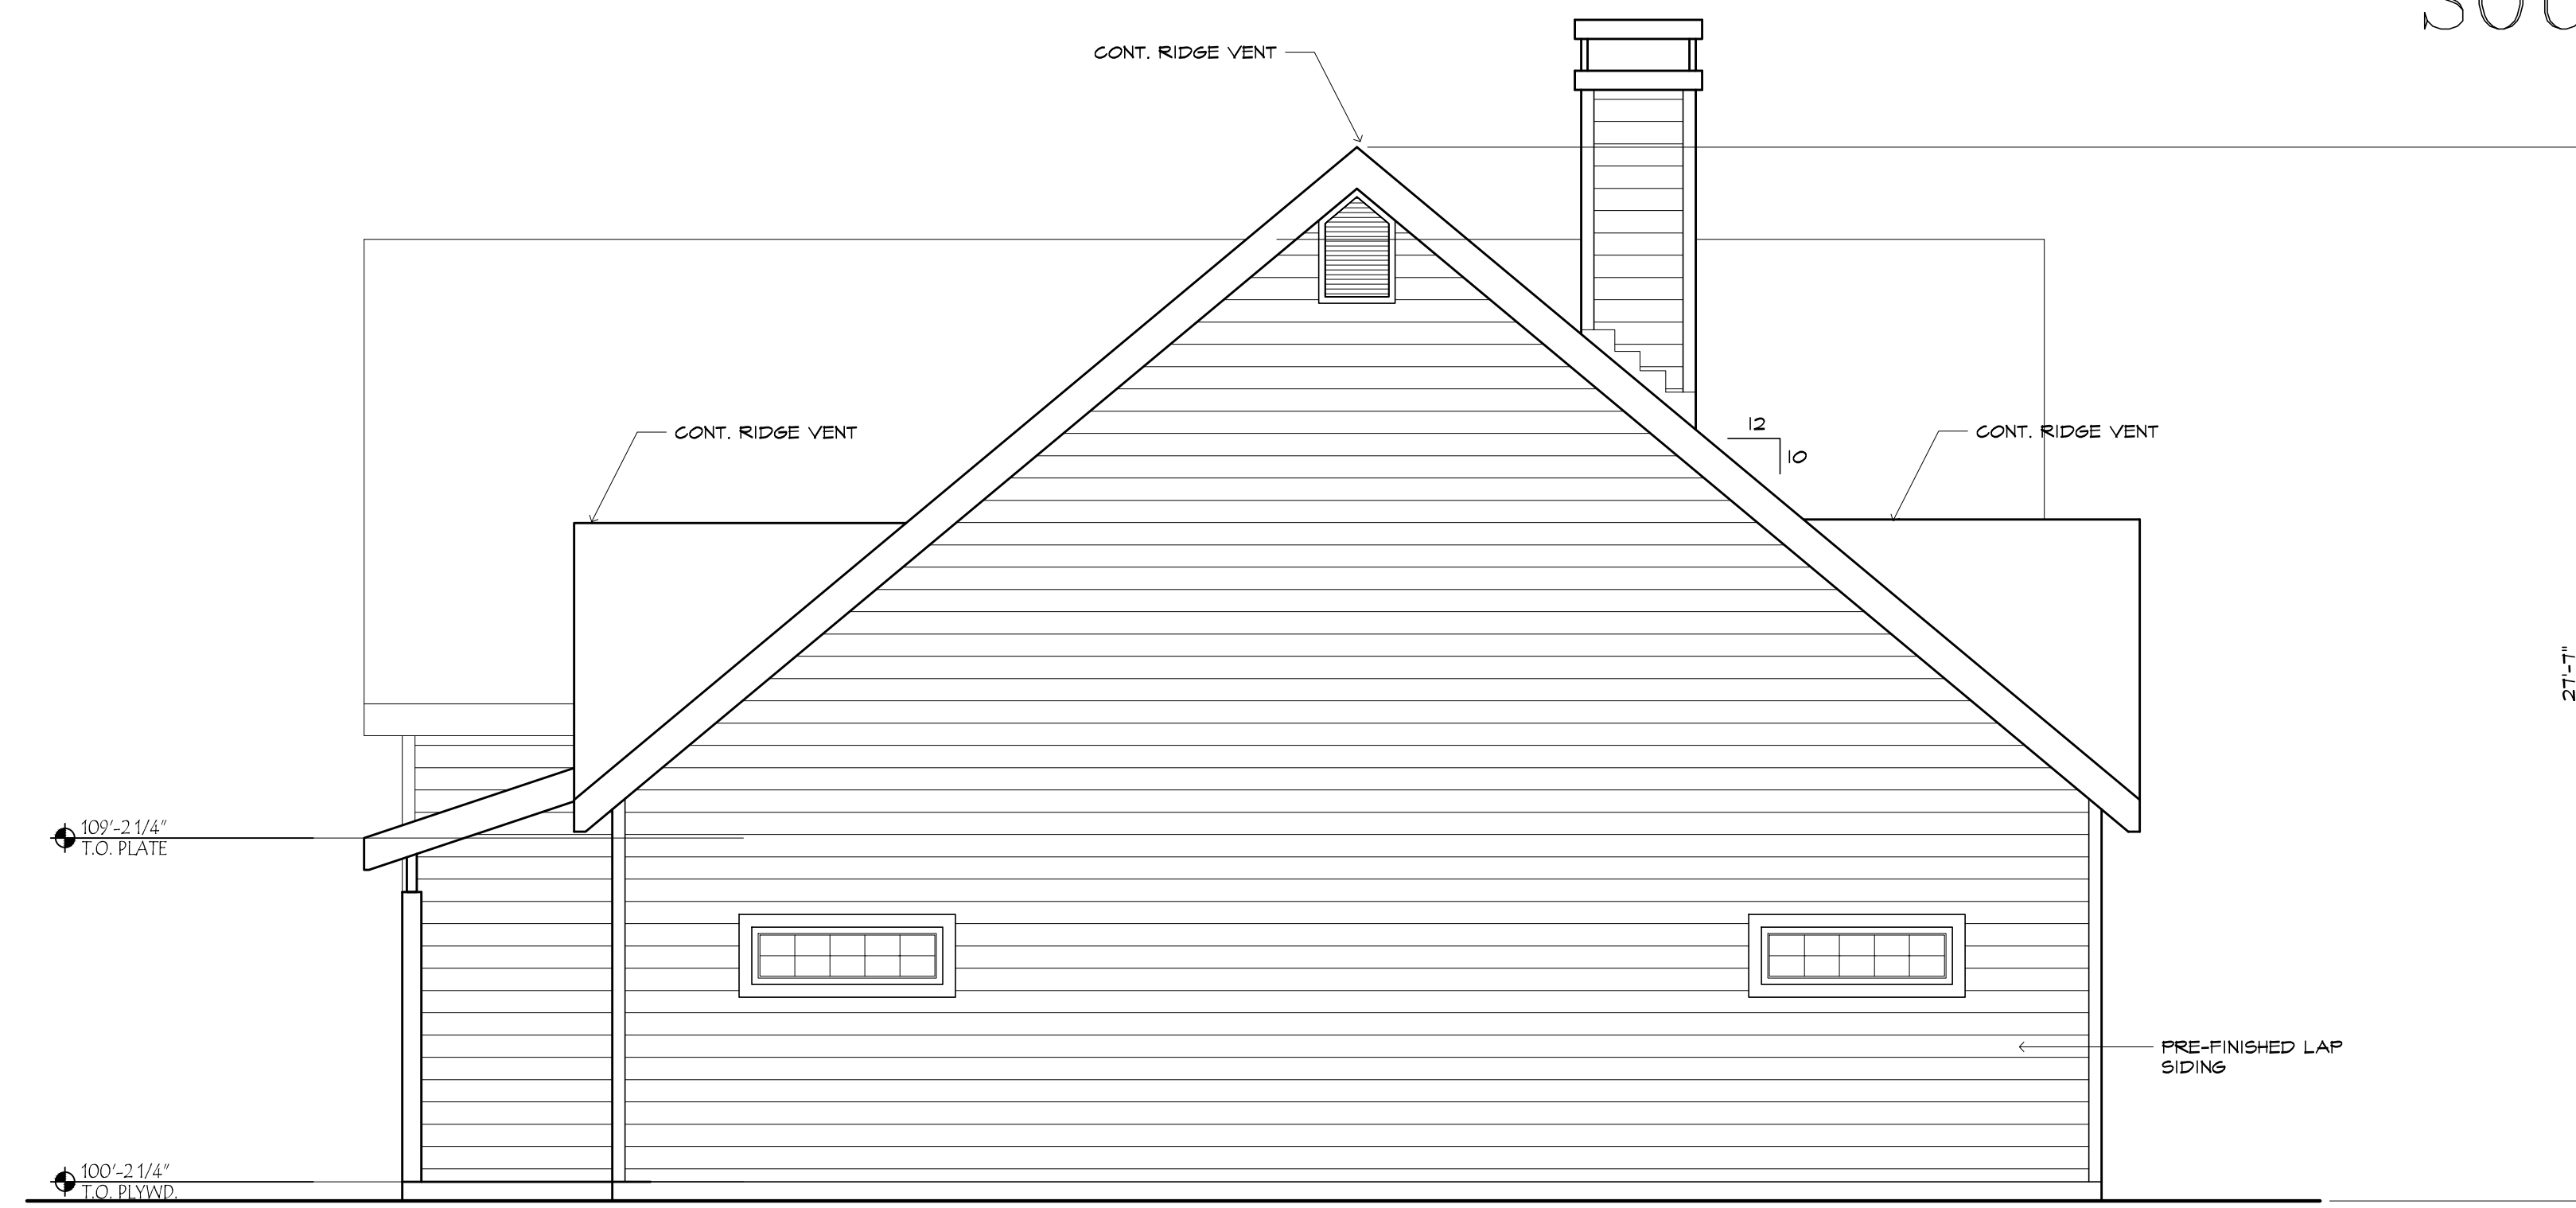 SOU
CONT. RIDGE VENT
CONT. RIDGE VENT
12
10
CONT. RIDGE VENT
27'-7"
109'-2 1/4"
T.O. PLATE
PRE-FINISHED LAP
SIDING
100'-2 1/4"
T.O. PLYWD.